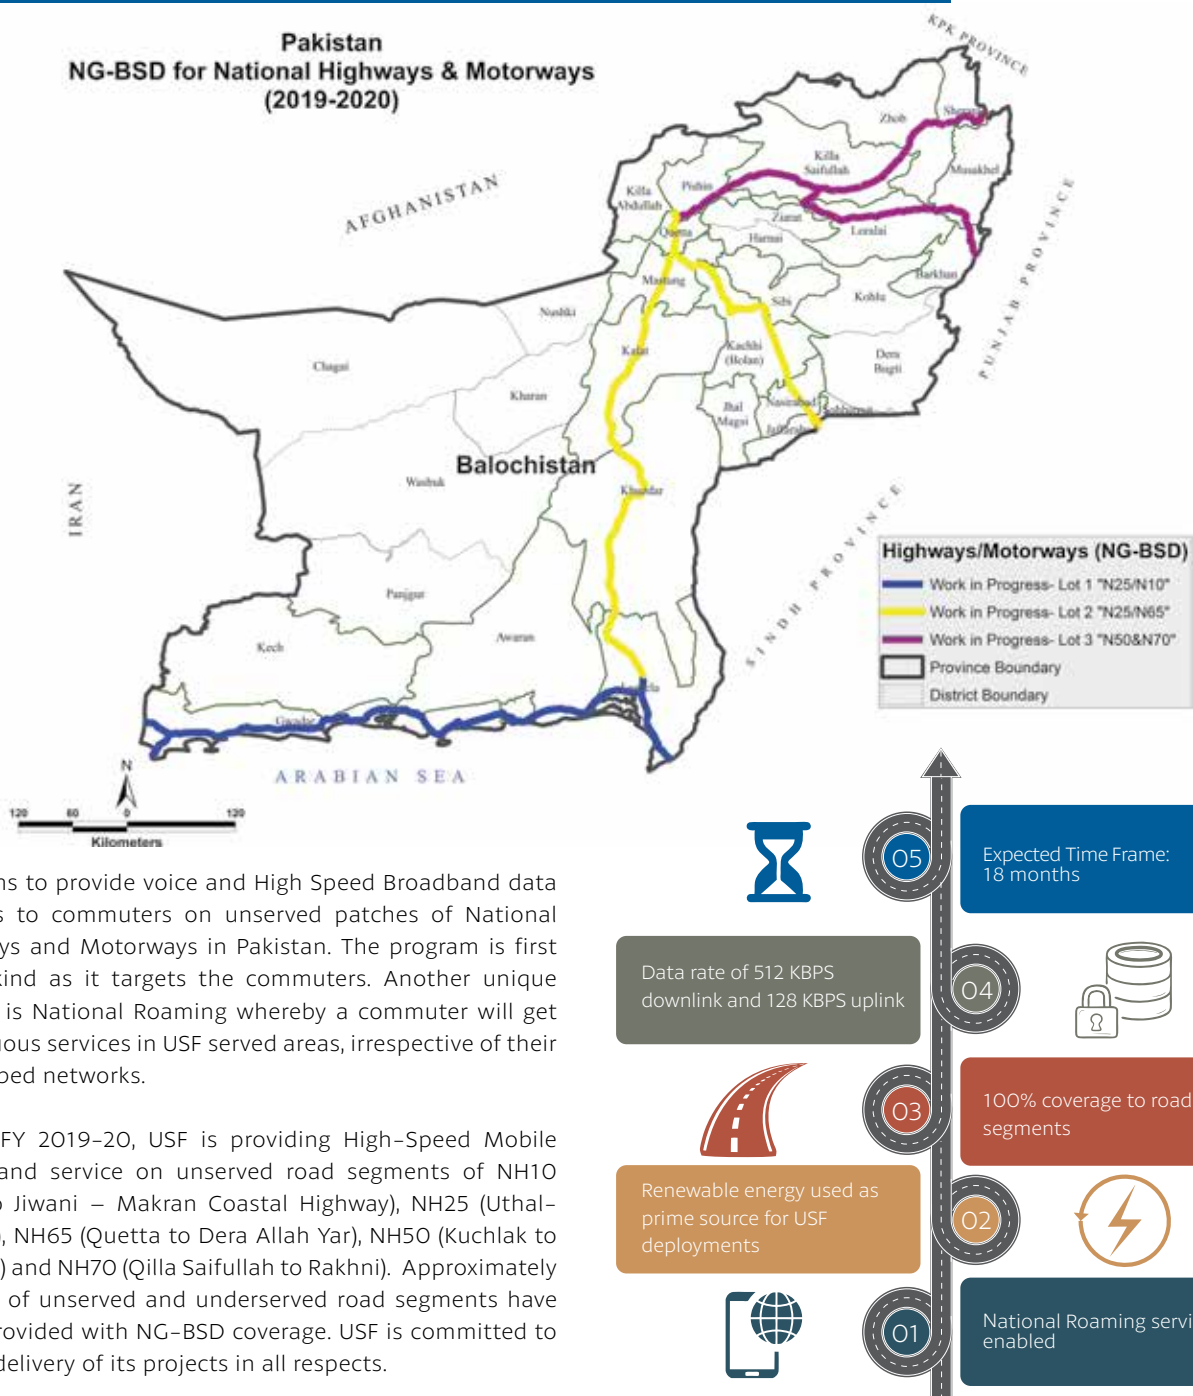 Pakistan
NG-BSD for National Highways & Motorways
(2019-2020)
KPK PROVINCE
AFGHANISTAN
PUNJAB PROVINCE
SINDH PROVINCE
IRAN
ARABIAN SEA
Balochistan
Zhob
Killa
Saifullah
Musakhel
Killa
Abdullah
Pishin
Ziarat
Loralai
Quetta
Harnai
Barkhan
Mastung
Sibi
Kohlu
Nushki
Kalat
Kachhi
(Bolan)
Dera
Bugti
Chagai
Kharan
Jhal
Magsi
Nasirabad
Washuk
Khuzdar
Panjgur
Awaran
Kech
Gwadar
N
120 60 0 120
Kilometers
Highways/Motorways (NG-BSD)
Work in Progress- Lot 1 "N25/N10"
Work in Progress- Lot 2 "N25/N65"
Work in Progress- Lot 3 "N50&N70"
Province Boundary
District Boundary
ns to provide voice and High Speed Broadband data
s to commuters on unserved patches of National
ys and Motorways in Pakistan. The program is first
kind as it targets the commuters. Another unique
is National Roaming whereby a commuter will get
uous services in USF served areas, irrespective of their
bed networks.
FY 2019-20, USF is providing High-Speed Mobile
and service on unserved road segments of NH10
o Jiwani – Makran Coastal Highway), NH25 (Uthal-
), NH65 (Quetta to Dera Allah Yar), NH50 (Kuchlak to
) and NH70 (Qilla Saifullah to Rakhni). Approximately
of unserved and underserved road segments have
rovided with NG-BSD coverage. USF is committed to
delivery of its projects in all respects.
05
Expected Time Frame:
18 months
Data rate of 512 KBPS
downlink and 128 KBPS uplink
04
03
100% coverage to road
segments
Renewable energy used as
prime source for USF
deployments
02
01
National Roaming servi
enabled